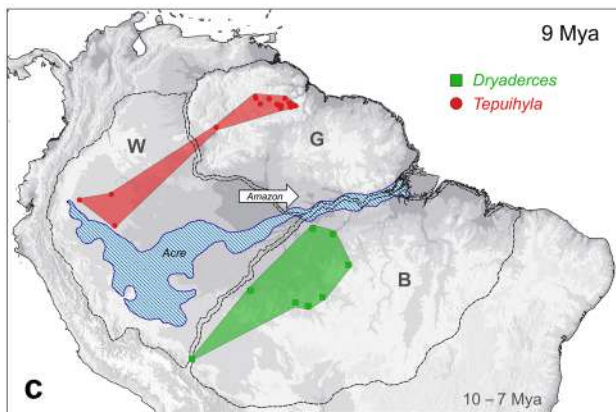 9 Mya
Dryaderces
Tepuihyla
W
G
Amazon
Acre
B
c
10 – 7 Mya